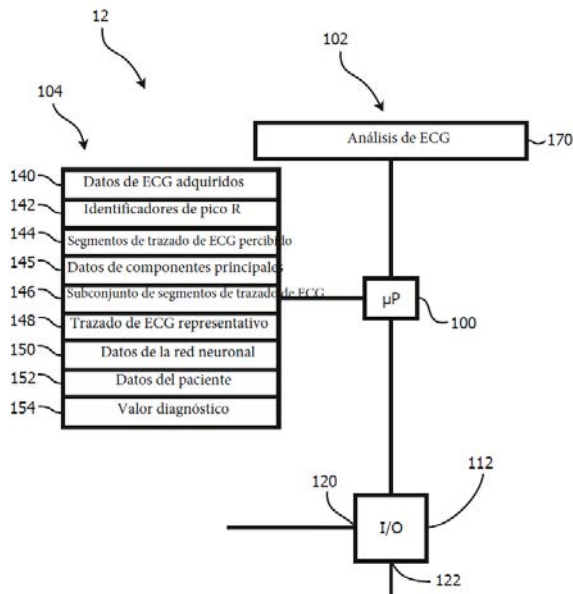 12
102
104
Análisis de ECG
170
140
Datos de ECG adquiridos
142
Identificadores de pico R
144
Segmentos de trazado de ECG percibido
145
Datos de componentes principales
146
Subconjunto de segmentos de trazado de ECG
148
Trazado de ECG representativo
150
Datos de la red neuronal
152
Datos del paciente
154
Valor diagnóstico
µP
100
120
112
I/O
122